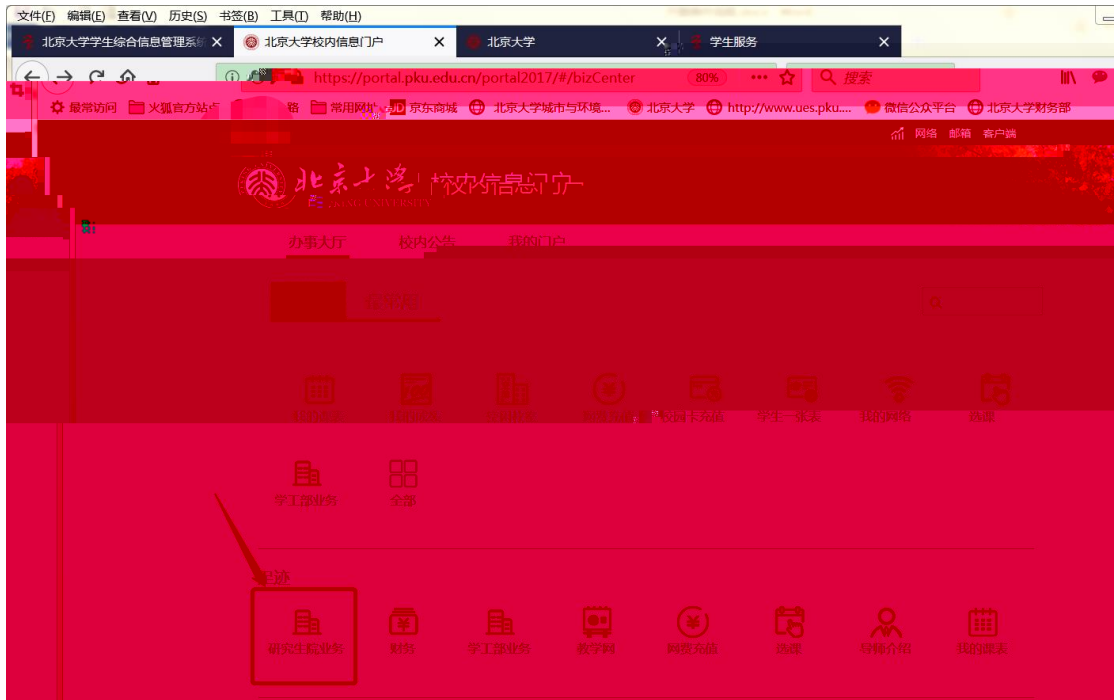 文件(F) 编辑(E) 查看(V) 历史(S) 书签(B) 工具(T) 帮助(H)
北京大学学生综合信息管理系统 北京大学校内信息门户 北京大学 学生服务
https://portal.pku.edu.cn/portal2017/#/bizCenter 80% 搜索
最常访问 火狐官方站点 常用网址 JD 京东商城 北京大学城市与环境... 北京大学 http://www.ues.pku.... 微信公众平台 北京大学财务部
网络 邮箱 客户端
北京大学 校内信息门户
PEKING UNIVERSITY
办事大厅 校内公告 我的门户
校园卡充值 学生一张表 我的网络 选课
学工部业务 全部
足迹
研究生院业务 财务 学工部业务 教学网 网费充值 选课 导师介绍 我的课表